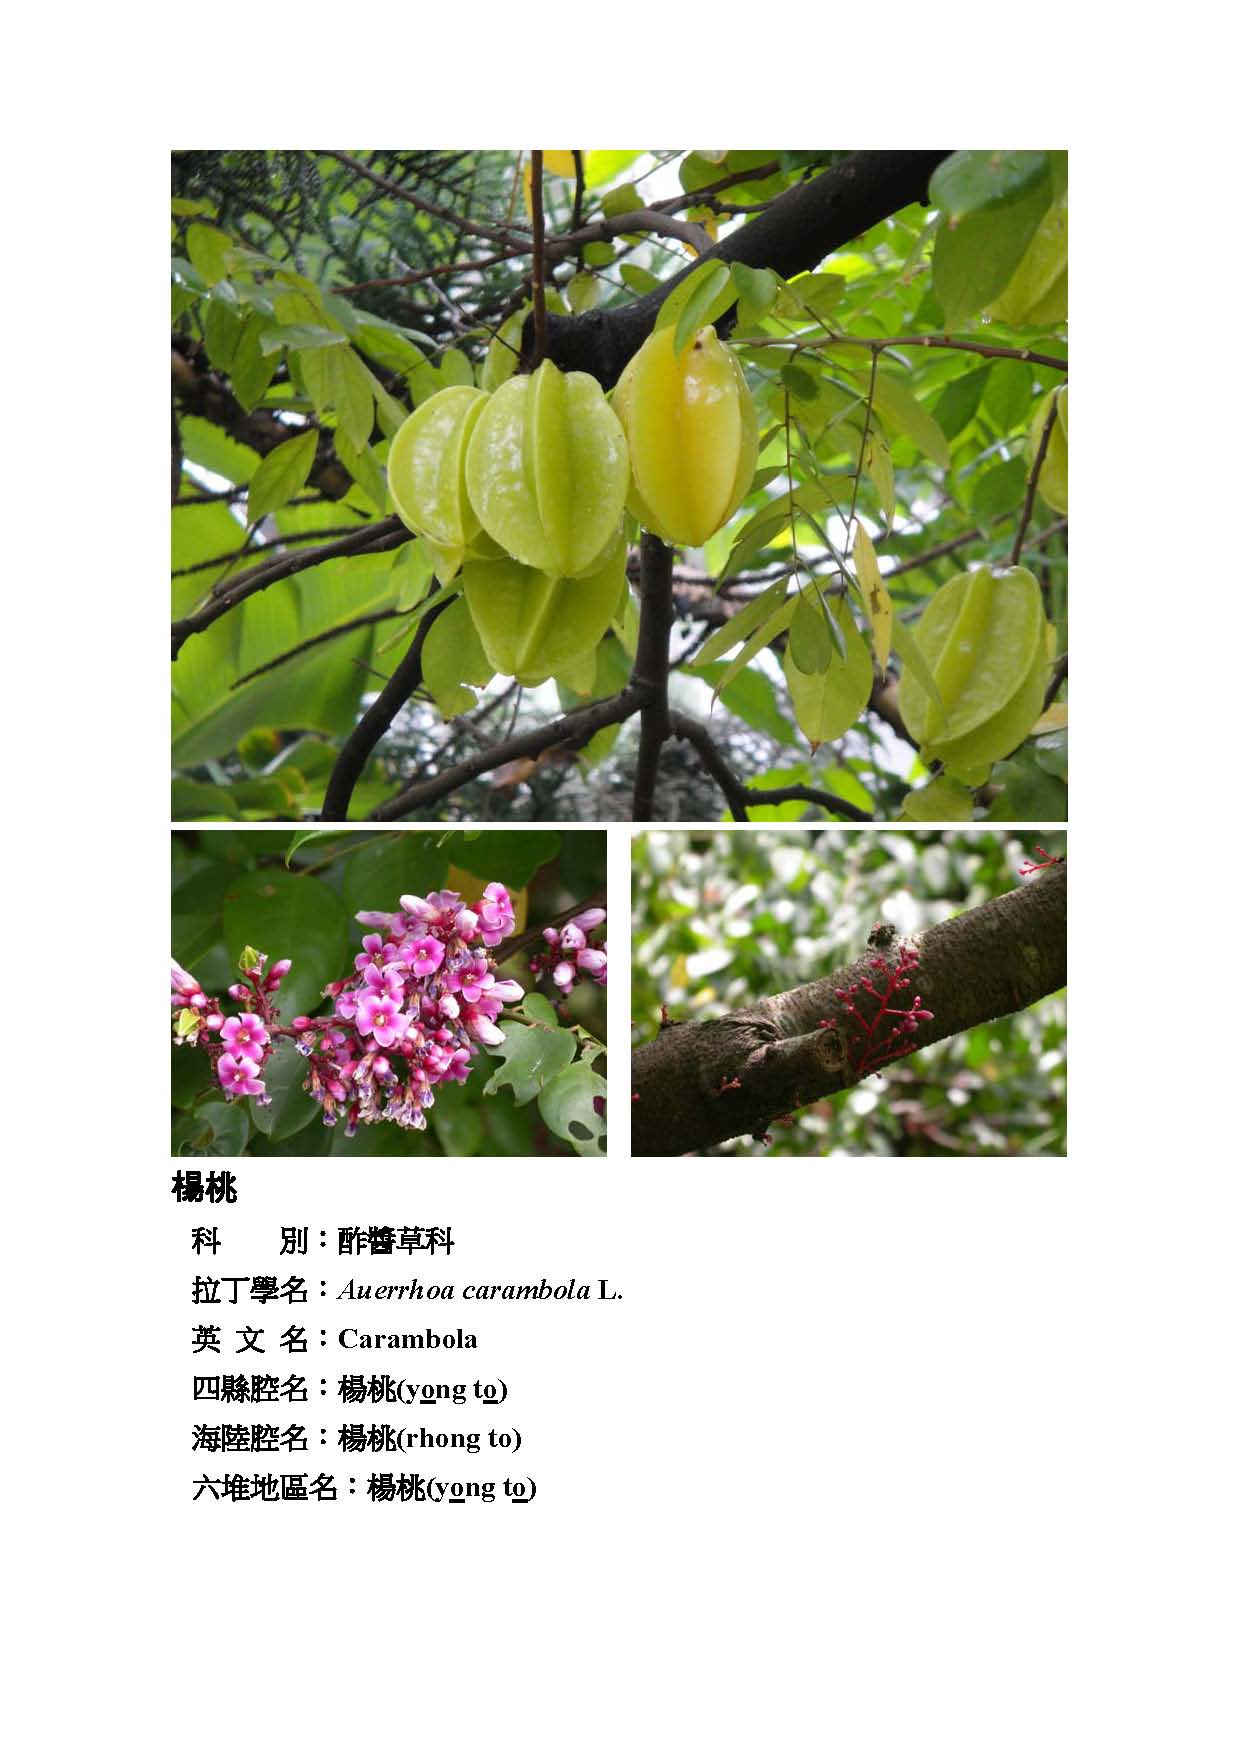 楊桃
科　　別：酢醬草科
拉丁學名：Auerrhoa carambola L.
英 文 名：Carambola
四縣腔名：楊桃(yong to)
海陸腔名：楊桃(rhong to)
六堆地區名：楊桃(yong to)